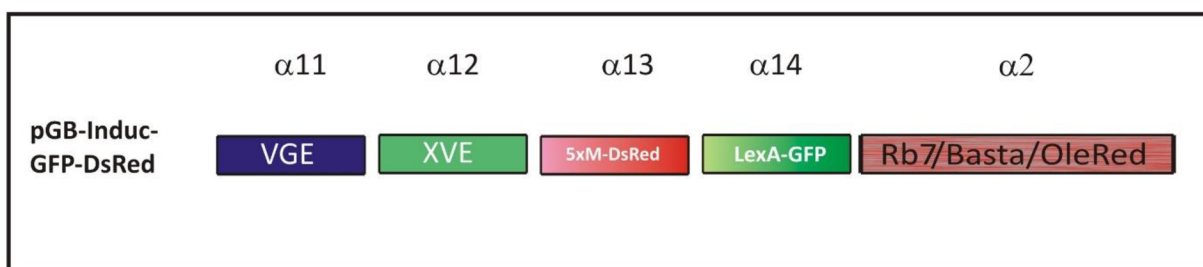 α11 α12 α13 α14 α2
pGB-Induc-
GFP-DsRed
VGE XVE 5xM-DsRed LexA-GFP Rb7/Basta/OleRed